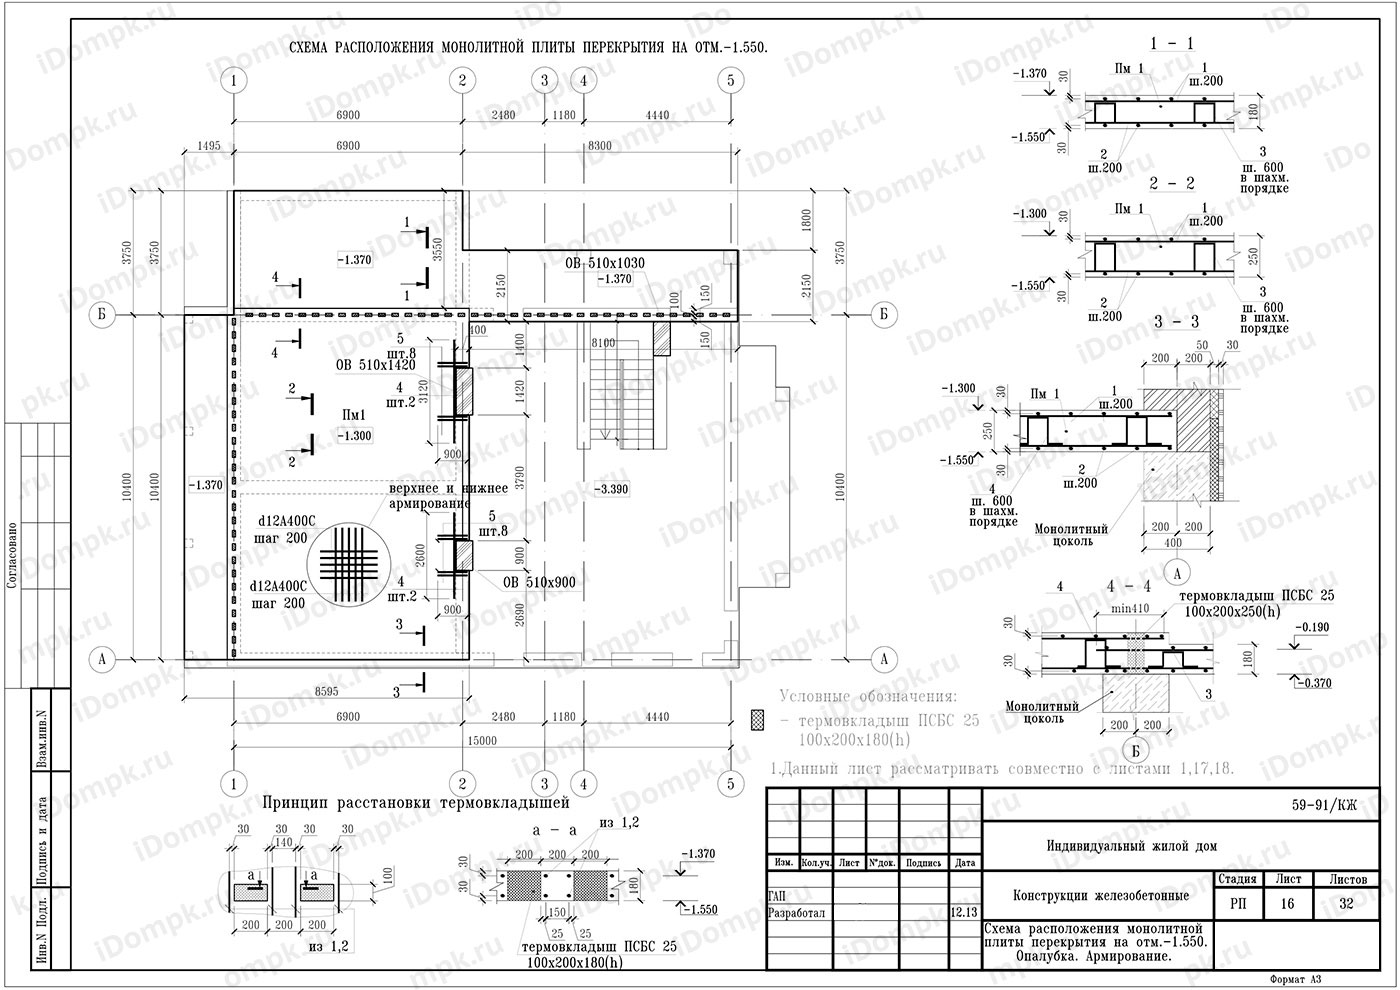 СХЕМА РАСПОЛОЖЕНИЯ МОНОЛИТНОЙ ПЛИТЫ ПЕРЕКРЫТИЯ НА ОТМ.-1.550.
1 2 3 4 5
6900 2480 1180 4440
1495 6900 8300
3750 3750
10400 10400
1800 3750
2150
10400
Б Б
А А
-1.370
3550
1 1
4 4
2150
ОВ 510х1030
-1.370
100
150
150
400
8100
5
шт.8
ОВ 510х1420
4
шт.2
3120
1400
1420
900
2 2
Пм1
-1.300
-1.370
3790
-3.390
верхнее и нижнее
армирование
d12А400С
шаг 200
d12А400С
шаг 200
5
шт.8
2600
900
ОВ 510х900
4
шт.2
900
2690
3 3
8595
6900 2480 1180 4440
15000
1 2 3 4 5
1 - 1
-1.370
30
Пм 1
1
ш.200
180
-1.550
30
2
ш.200
3
ш. 600
в шахм.
порядке
2 - 2
-1.300
30
Пм 1
1
ш.200
250
-1.550
30
2
ш.200
3
ш. 600
в шахм.
порядке
3 - 3
50 30
200 200
-1.300
30
Пм 1
1
ш.200
250
-1.550
30
2
ш.200
4
ш. 600
в шахм.
порядке
Монолитный
цоколь
200 200
400
А
4 4 - 4
термовкладыш ПСБС 25
100х200х250(h)
min410
30
30
-0.190
180
-0.370
3
Монолитный
цоколь
200 200
Б
Условные обозначения:
- термовкладыш ПСБС 25
100х200х180(h)
1.Данный лист рассматривать совместно с листами 1,17,18.
Принцип расстановки термовкладышей
30 30 30 30
140
а а
100
200 200 200
из 1,2
а - а
из 1,2
200 200 200
30
30
180
-1.370
-1.550
150
25 25
термовкладыш ПСБС 25
100х200х180(h)
Согласовано
Взам.инв.N
Подпись и дата
Инв.N Подл.
Изм. Кол.уч. Лист N°док. Подпись Дата
ГАП
Разработал 12.13
59-91/КЖ
Индивидуальный жилой дом
Конструкции железобетонные
Стадия Лист Листов
РП 16 32
Схема расположения монолитной
плиты перекрытия на отм.-1.550.
Опалубка. Армирование.
Формат А3
iDompk.ru